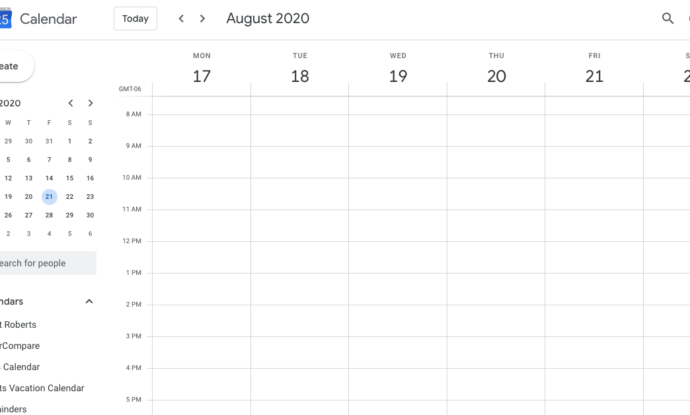 25 Calendar Today August 2020
eate
MON TUE WED THU FRI S
17 18 19 20 21 2
GMT-06
2020
W T F S S
29 30 31 1 2
5 6 7 8 9
12 13 14 15 16
19 20 21 22 23
26 27 28 29 30
2 3 4 5 6
earch for people
ndars
t Roberts
rCompare
Calendar
ts Vacation Calendar
inders
8 AM
9 AM
10 AM
11 AM
12 PM
1 PM
2 PM
3 PM
4 PM
5 PM